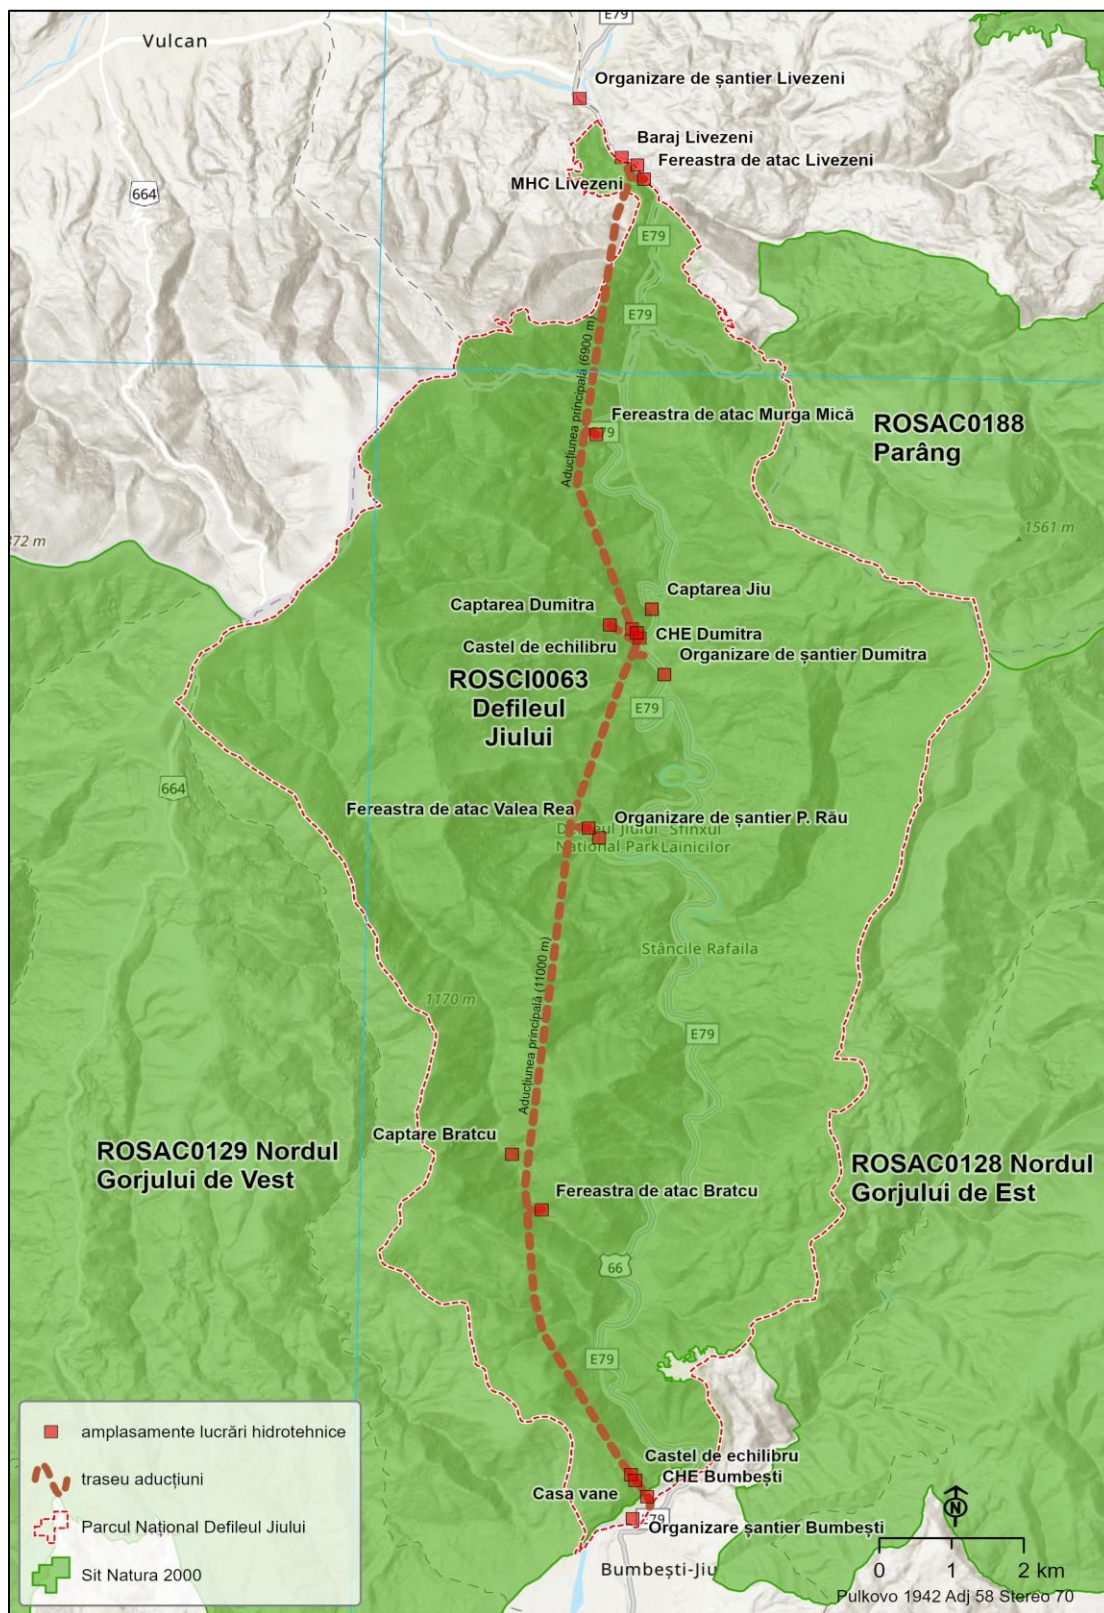 E79
Vulcan
Organizare de șantier Livezeni
Baraj Livezeni
Fereastra de atac Livezeni
MHC Livezeni
664
E79
E79
Aducțiunea principală (6900 m)
Fereastra de atac Murga Mică
E79
ROSAC0188
Parâng
1561 m
372 m
Captarea Jiu
Captarea Dumitra
CHE Dumitra
Castel de echilibru
Organizare de șantier Dumitra
ROSCI0063
Defileul
Jiului
E79
664
Fereastra de atac Valea Rea
Organizare de șantier P. Rău
Defileul Jiului
National Park
Sfinxul
Lainicilor
Stâncile Rafaila
1170 m
Aducțiunea principală (11000 m)
E79
Captare Bratcu
ROSAC0129 Nordul
Gorjului de Vest
ROSAC0128 Nordul
Gorjului de Est
Fereastra de atac Bratcu
66
E79
Castel de echilibru
CHE Bumbești
Casa vane
E79
Organizare șantier Bumbești
Bumbești-Jiu
amplasamente lucrări hidrotehnice
traseu aducțiuni
Parcul Național Defileul Jiului
Sit Natura 2000
N
0 1 2 km
Pulkovo 1942 Adj 58 Stereo 70